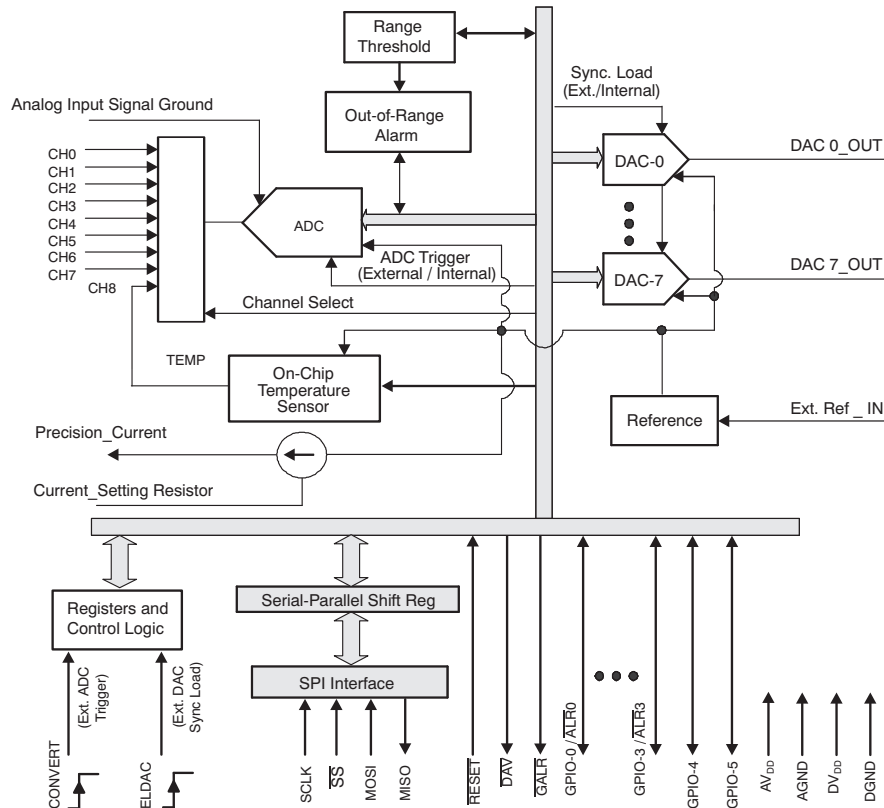 Range
Threshold
Out-of-Range
Alarm
Sync. Load
(Ext./Internal)
Analog Input Signal Ground
CH0
CH1
CH2
CH3
CH4
CH5
CH6
CH7
CH8
ADC
DAC-0
DAC 0_OUT
DAC-7
DAC 7_OUT
ADC Trigger
(External / Internal)
Channel Select
TEMP
On-Chip
Temperature
Sensor
Reference
Ext. Ref _ IN
Precision_Current
Current_Setting Resistor
Registers and
Control Logic
Serial-Parallel Shift Reg
SPI Interface
(Ext. ADC
Trigger)
(Ext. DAC
Sync Load)
CONVERT
ELDAC
SCLK
SS
MOSI
MISO
RESET
DAV
GALR
GPIO-0 / ALR0
GPIO-3 / ALR3
GPIO-4
GPIO-5
AVDD
AGND
DVDD
DGND